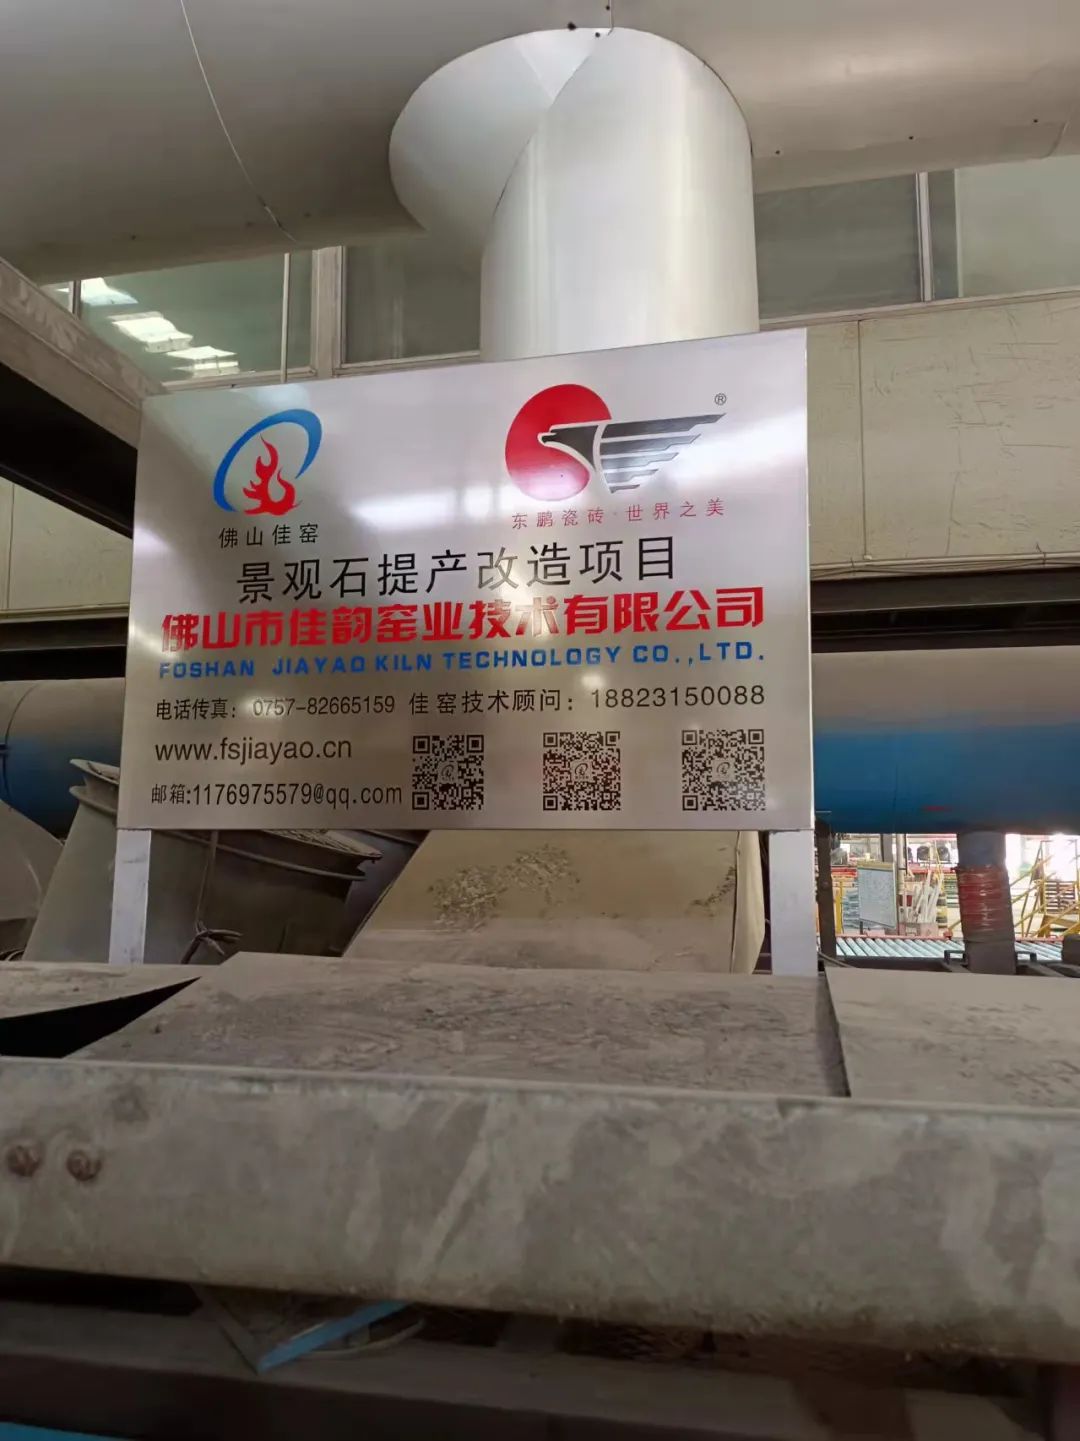 佛山佳窑
®
东鹏瓷砖·世界之美
景观石提产改造项目
佛山市佳韵窑业技术有限公司
FOSHAN JIAYAO KILN TECHNOLOGY CO.,LTD.
电话传真：0757-82665159 佳窑技术顾问：18823150088
www.fsjiayao.cn
邮箱:1176975579@qq.com